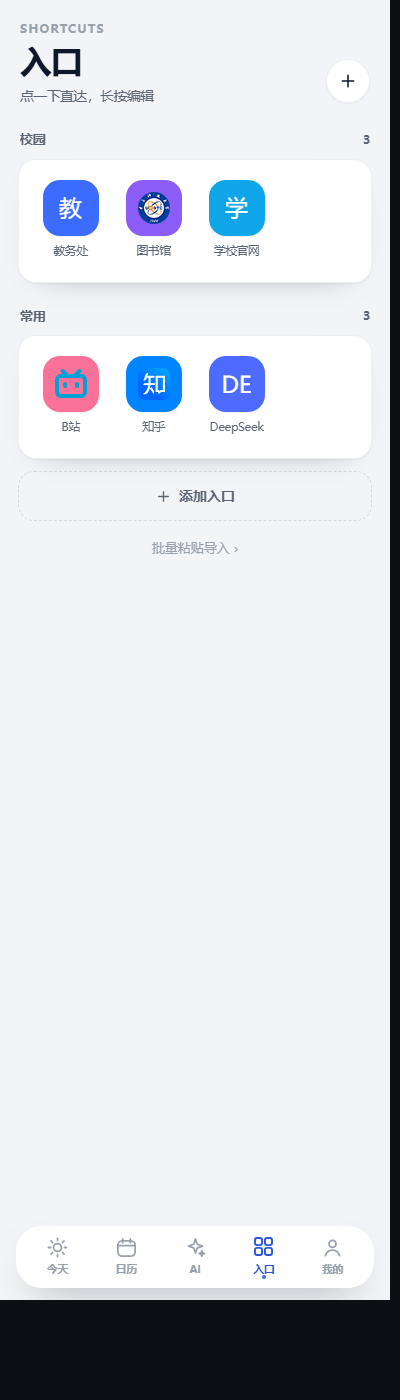 SHORTCUTS
入口
点一下直达，长按编辑
校园 3
教 学
教务处 图书馆 学校官网
常用 3
知 DE
B站 知乎 DeepSeek
+ 添加入口
批量粘贴导入 ›
今天 日历 AI 入口 我的